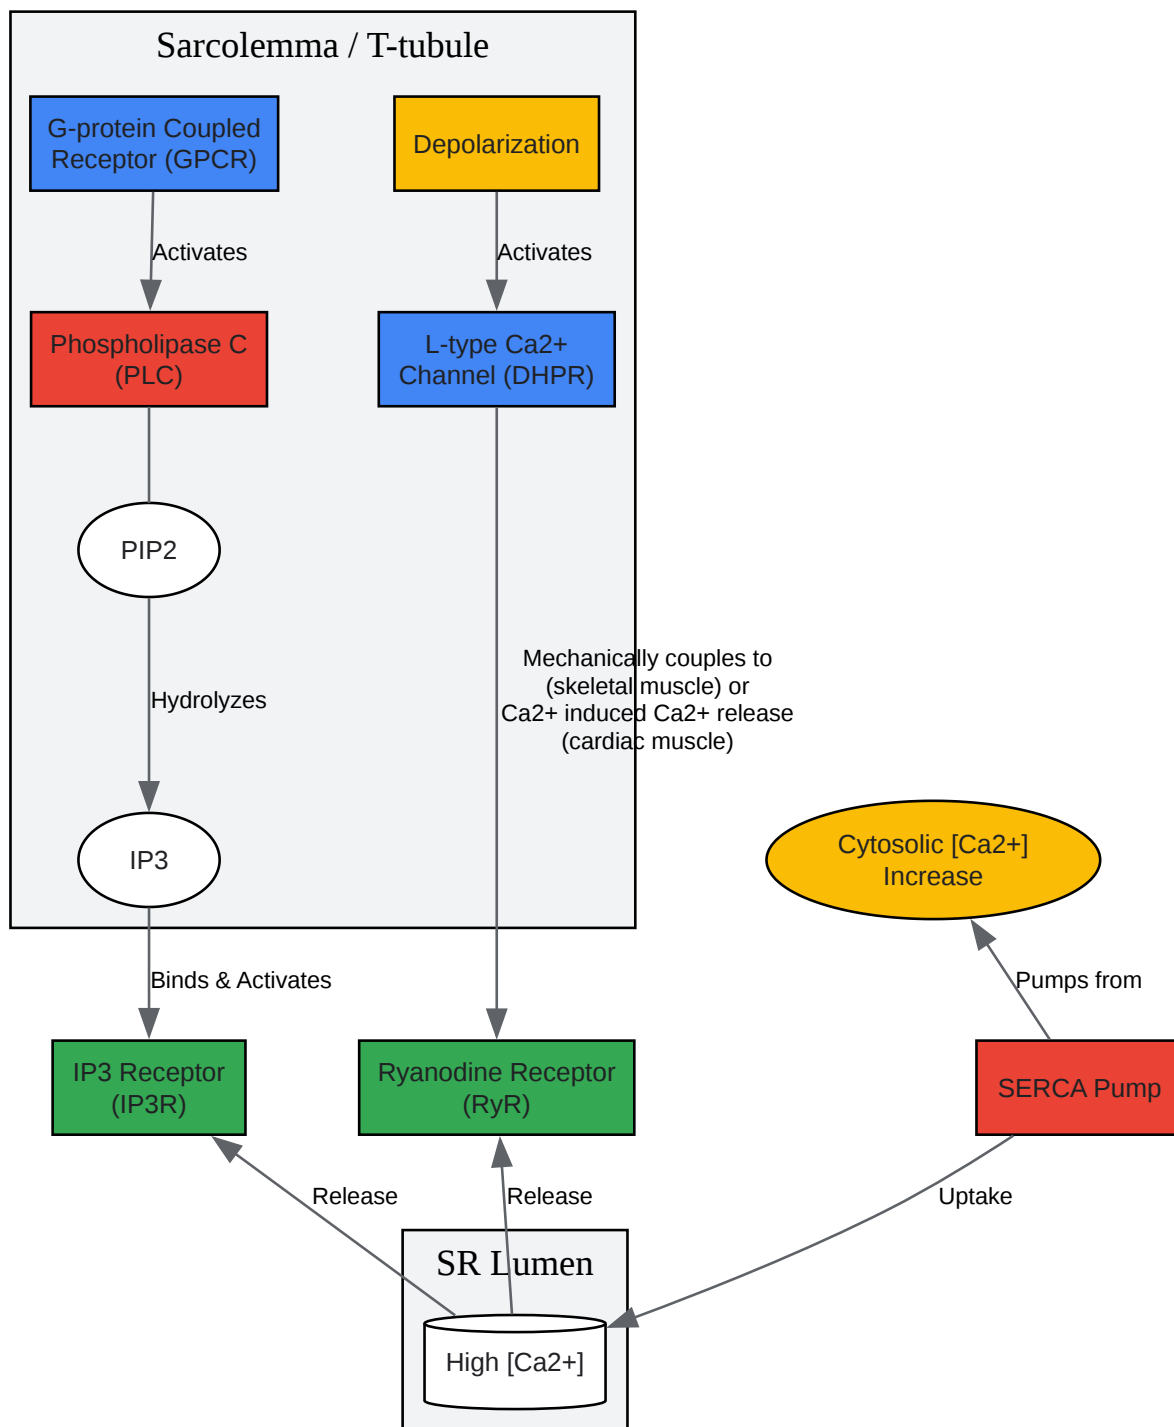 Sarcolemma / T-tubule
G-protein Coupled
Receptor (GPCR)
Depolarization
Activates
Activates
Phospholipase C
(PLC)
L-type Ca2+
Channel (DHPR)
PIP2
Hydrolyzes
Mechanically couples to
(skeletal muscle) or
Ca2+ induced Ca2+ release
(cardiac muscle)
IP3
Cytosolic [Ca2+]
Increase
Binds & Activates
Pumps from
IP3 Receptor
(IP3R)
Ryanodine Receptor
(RyR)
SERCA Pump
Release
Release
Uptake
SR Lumen
High [Ca2+]